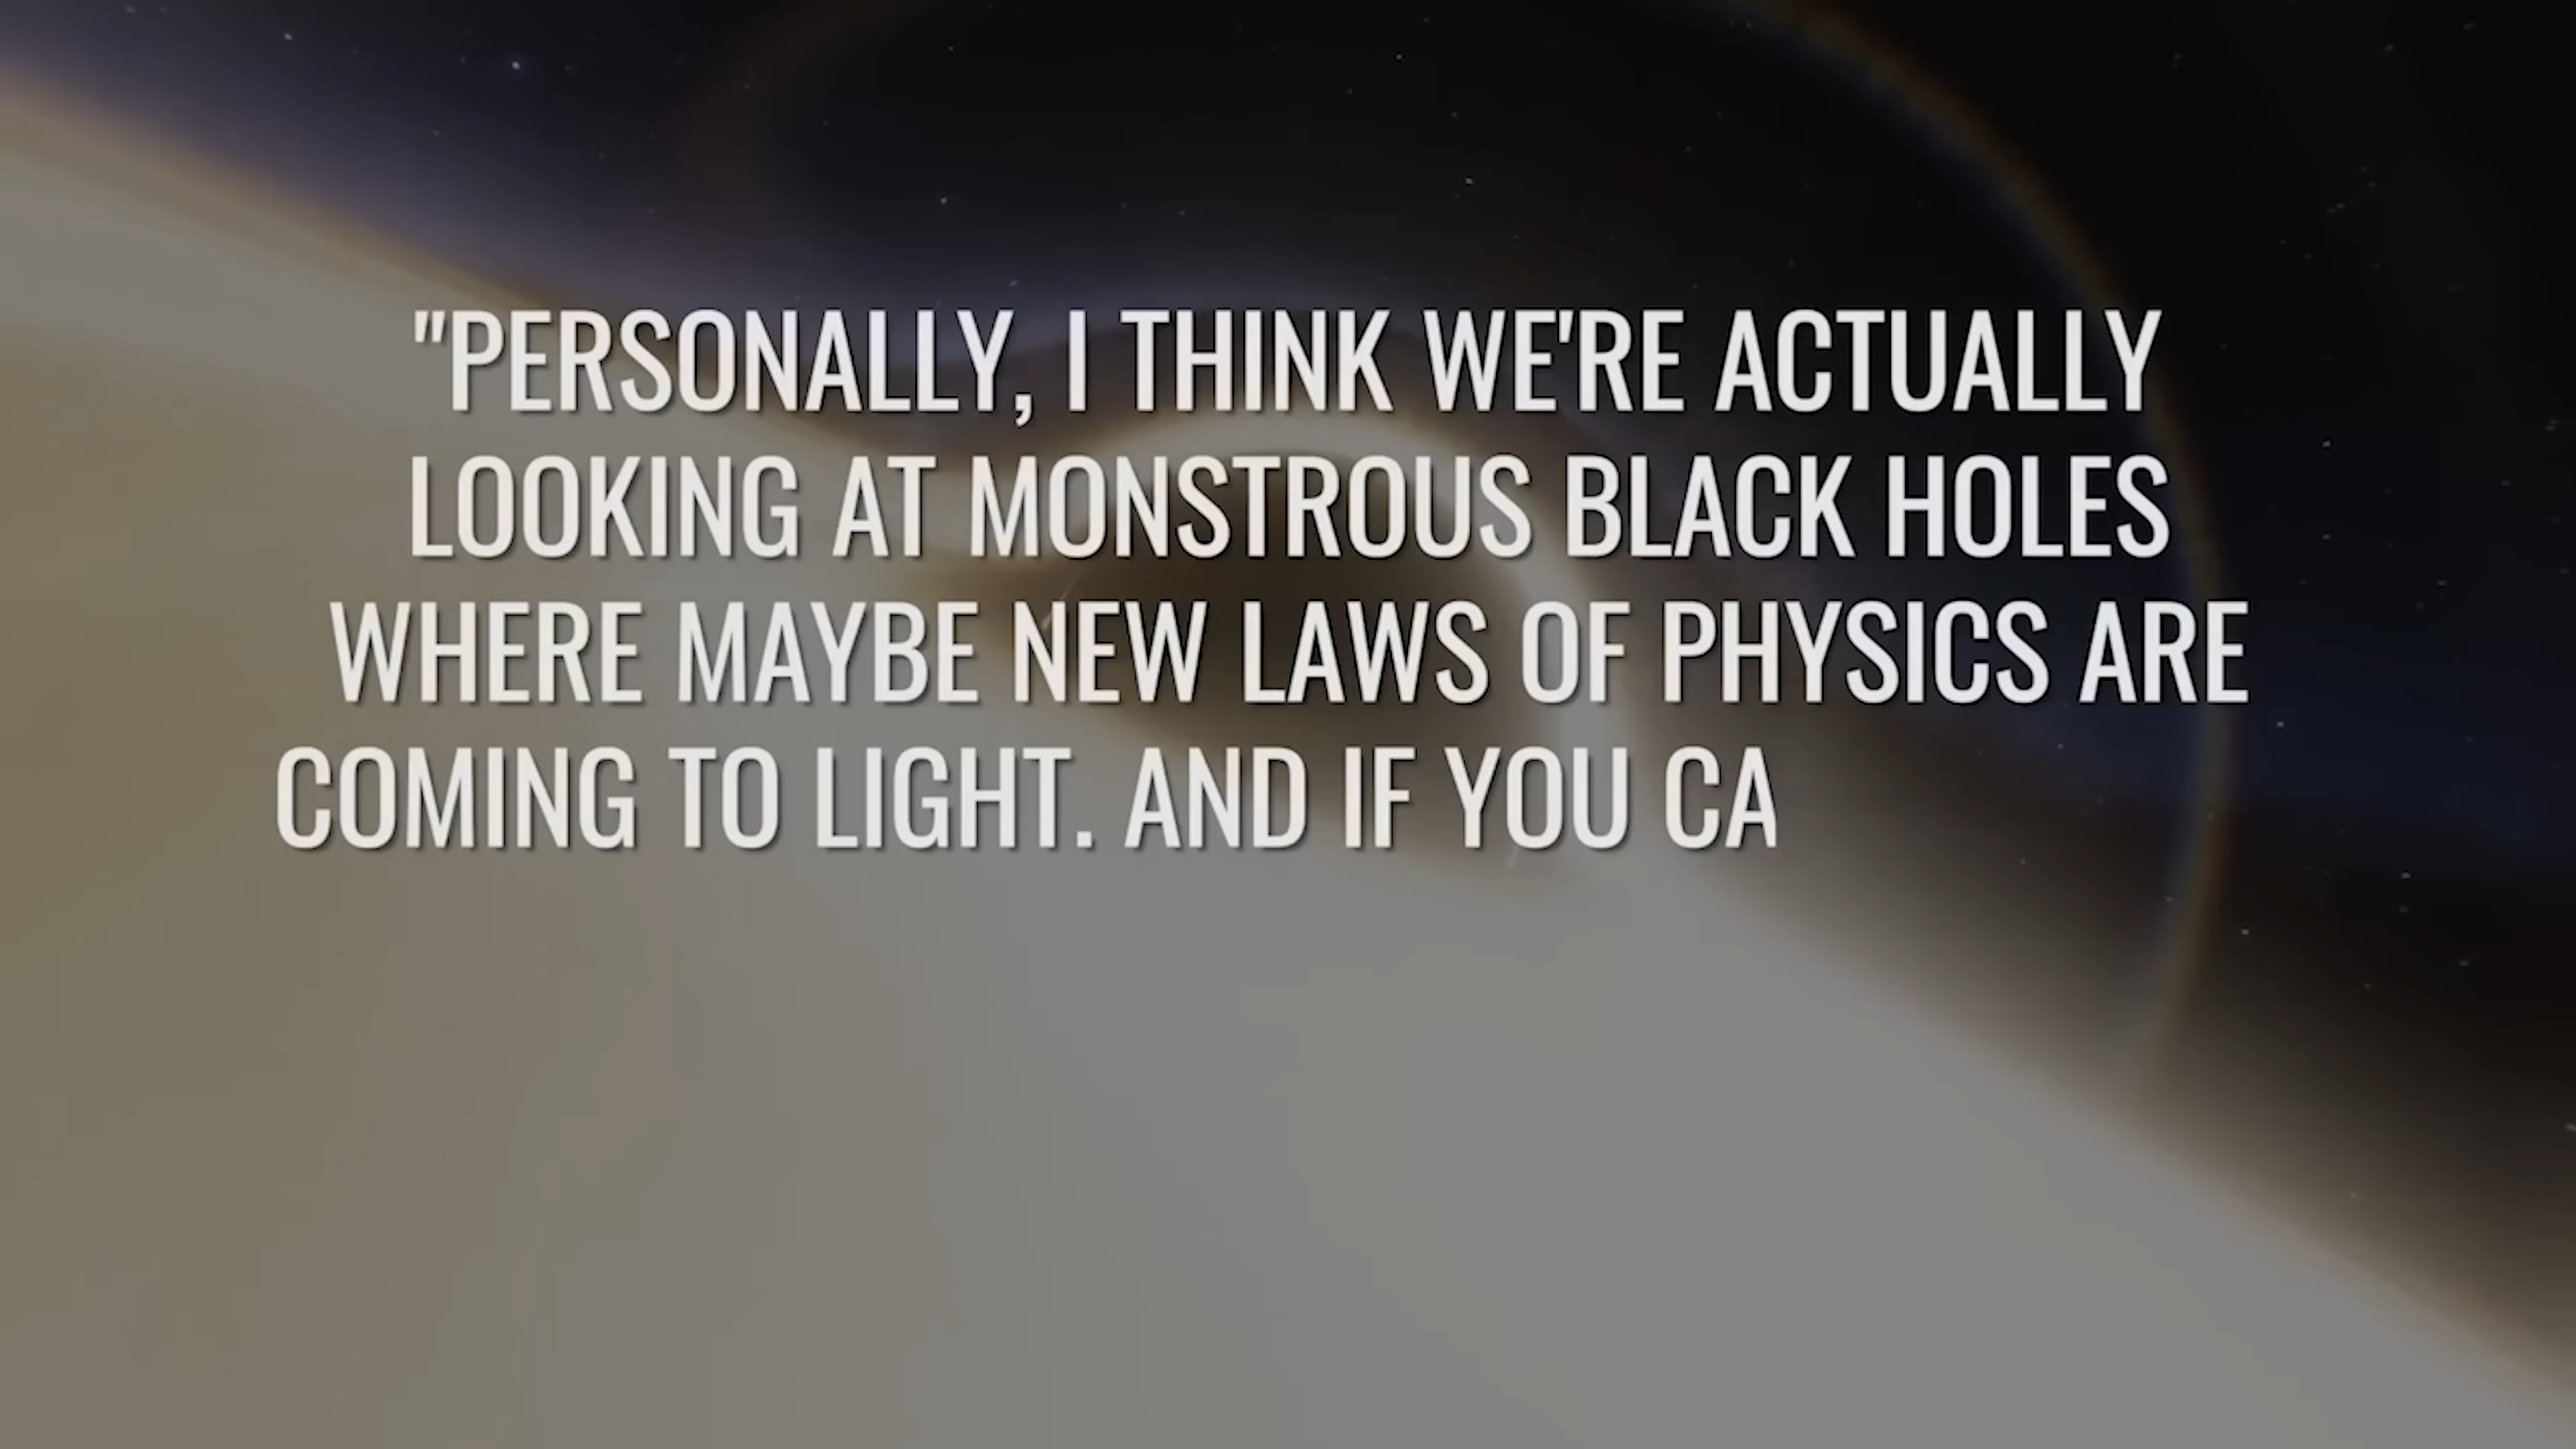 "PERSONALLY, I THINK WE'RE ACTUALLY
LOOKING AT MONSTROUS BLACK HOLES
WHERE MAYBE NEW LAWS OF PHYSICS ARE
COMING TO LIGHT. AND IF YOU CA